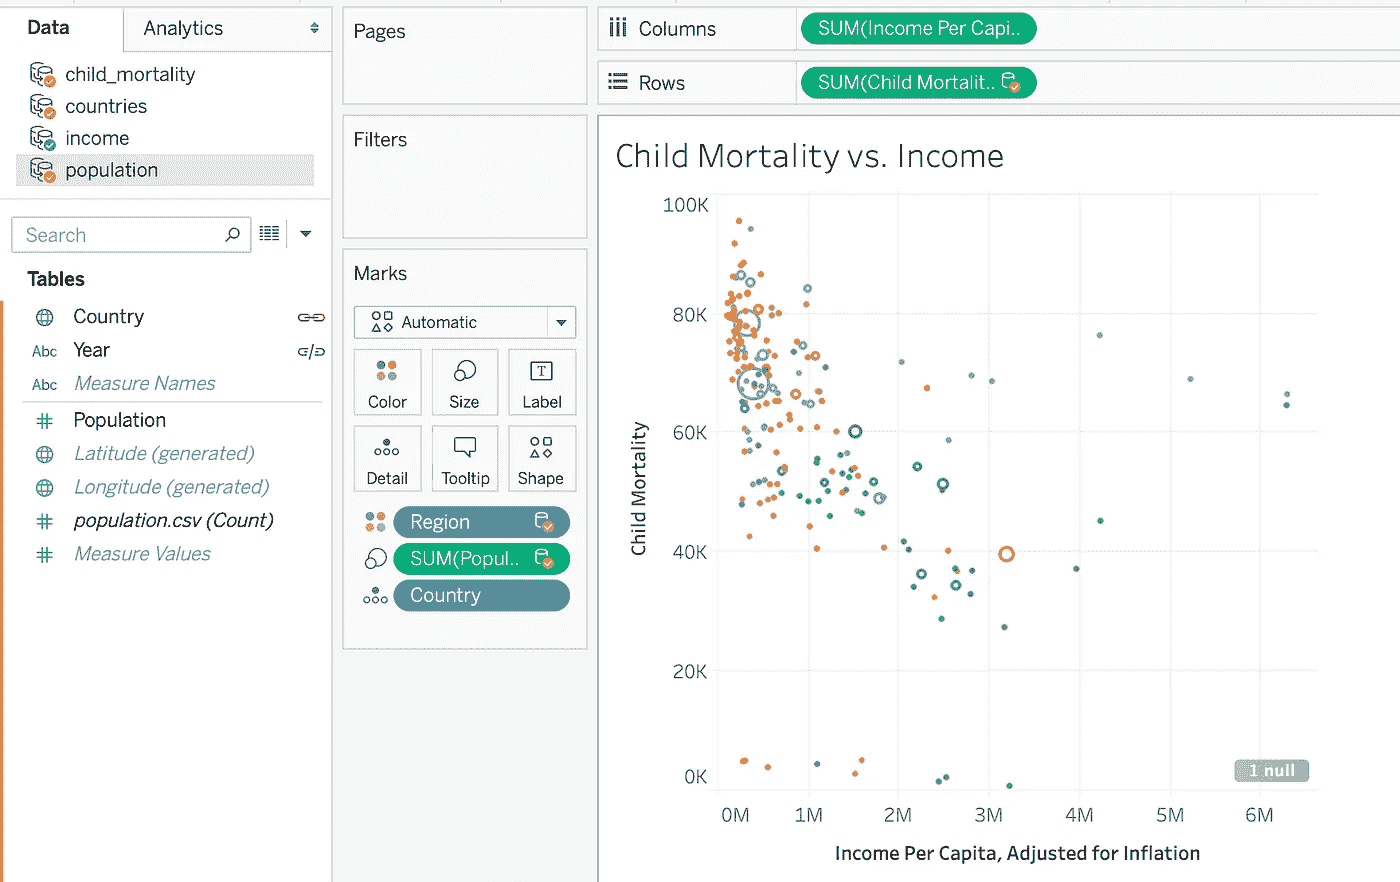 Data
Analytics
child_mortality
countries
income
population
Search
Tables
Country
Abc Year
Abc Measure Names
Population
Latitude (generated)
Longitude (generated)
population.csv (Count)
Measure Values
Pages
Filters
Marks
Automatic
Color
Size
T
Label
Detail
Tooltip
Shape
Region
SUM(Popul..
Country
Columns
SUM(Income Per Capi..
Rows
SUM(Child Mortalit..
Child Mortality vs. Income
100K
80K
60K
40K
20K
0K
Child Mortality
1 null
0M
1M
2M
3M
4M
5M
6M
Income Per Capita, Adjusted for Inflation